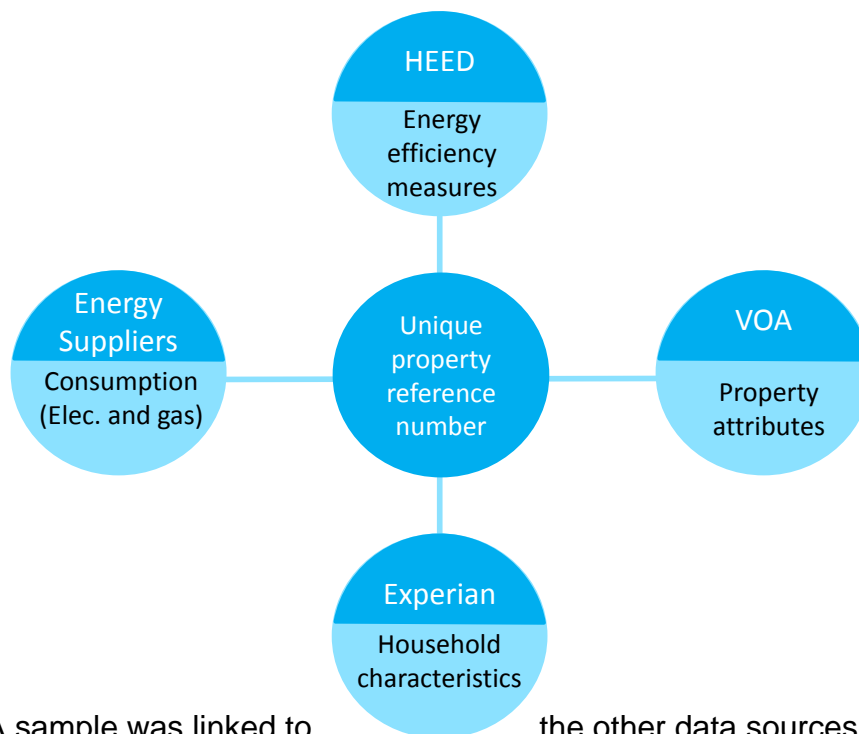 HEED
Energy
efficiency
measures
Energy
Suppliers
Consumption
(Elec. and gas)
Unique
property
reference
number
VOA
Property
attributes
Experian
Household
characteristics
A sample was linked to the other data sources